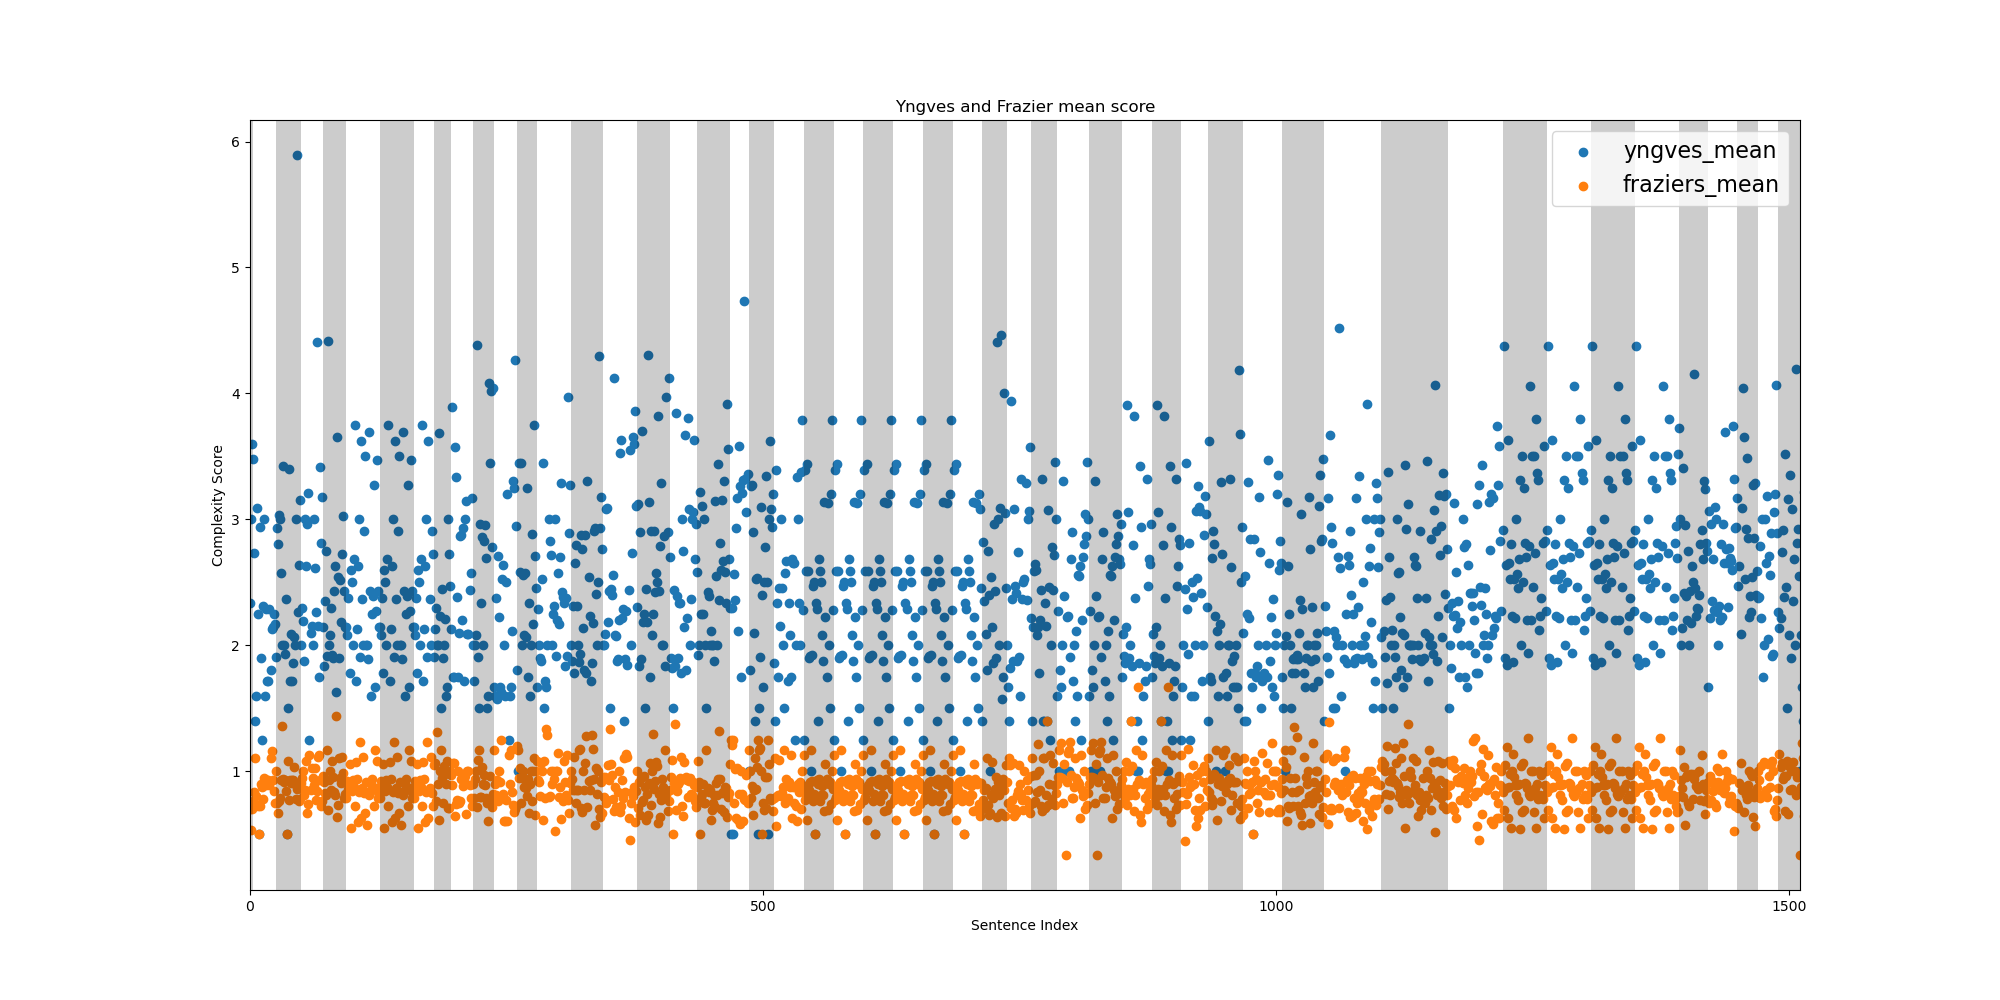 Yngves and Frazier mean score
yngves_mean
fraziers_mean
Complexity Score
6
5
4
3
2
1
0
500
1000
1500
Sentence Index